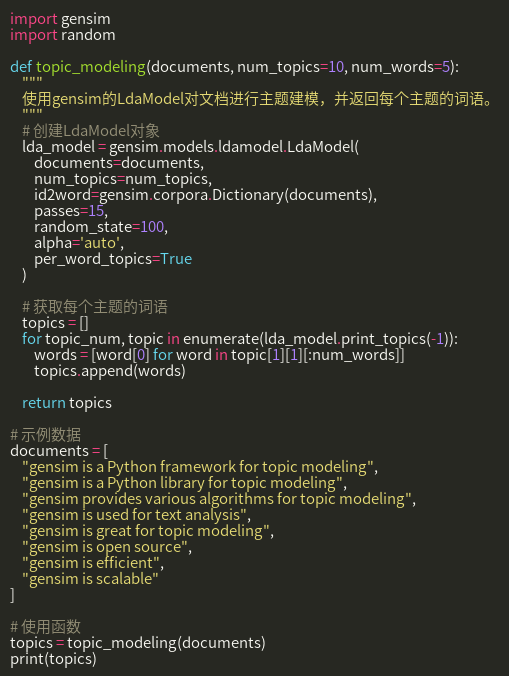 import gensim
import random

def topic_modeling(documents, num_topics=10, num_words=5):
    """
    使用gensim的LdaModel对文档进行主题建模，并返回每个主题的词语。
    """
    # 创建LdaModel对象
    lda_model = gensim.models.ldamodel.LdaModel(
        documents=documents,
        num_topics=num_topics,
        id2word=gensim.corpora.Dictionary(documents),
        passes=15,
        random_state=100,
        alpha='auto',
        per_word_topics=True
    )

    # 获取每个主题的词语
    topics = []
    for topic_num, topic in enumerate(lda_model.print_topics(-1)):
        words = [word[0] for word in topic[1][1][:num_words]]
        topics.append(words)

    return topics

# 示例数据
documents = [
    "gensim is a Python framework for topic modeling",
    "gensim is a Python library for topic modeling",
    "gensim provides various algorithms for topic modeling",
    "gensim is used for text analysis",
    "gensim is great for topic modeling",
    "gensim is open source",
    "gensim is efficient",
    "gensim is scalable"
]

# 使用函数
topics = topic_modeling(documents)
print(topics)